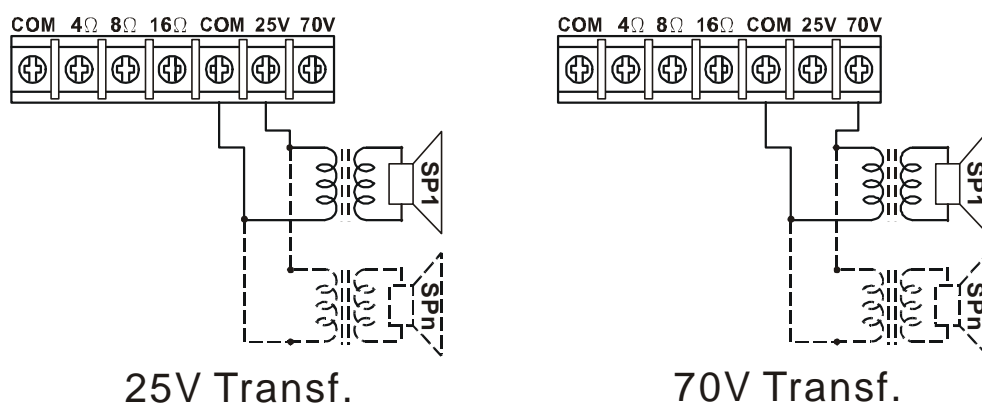 COM 4Ω 8Ω 16Ω COM 25V 70V
SP1
SPn
25V Transf.
COM 4Ω 8Ω 16Ω COM 25V 70V
SP1
SPn
70V Transf.